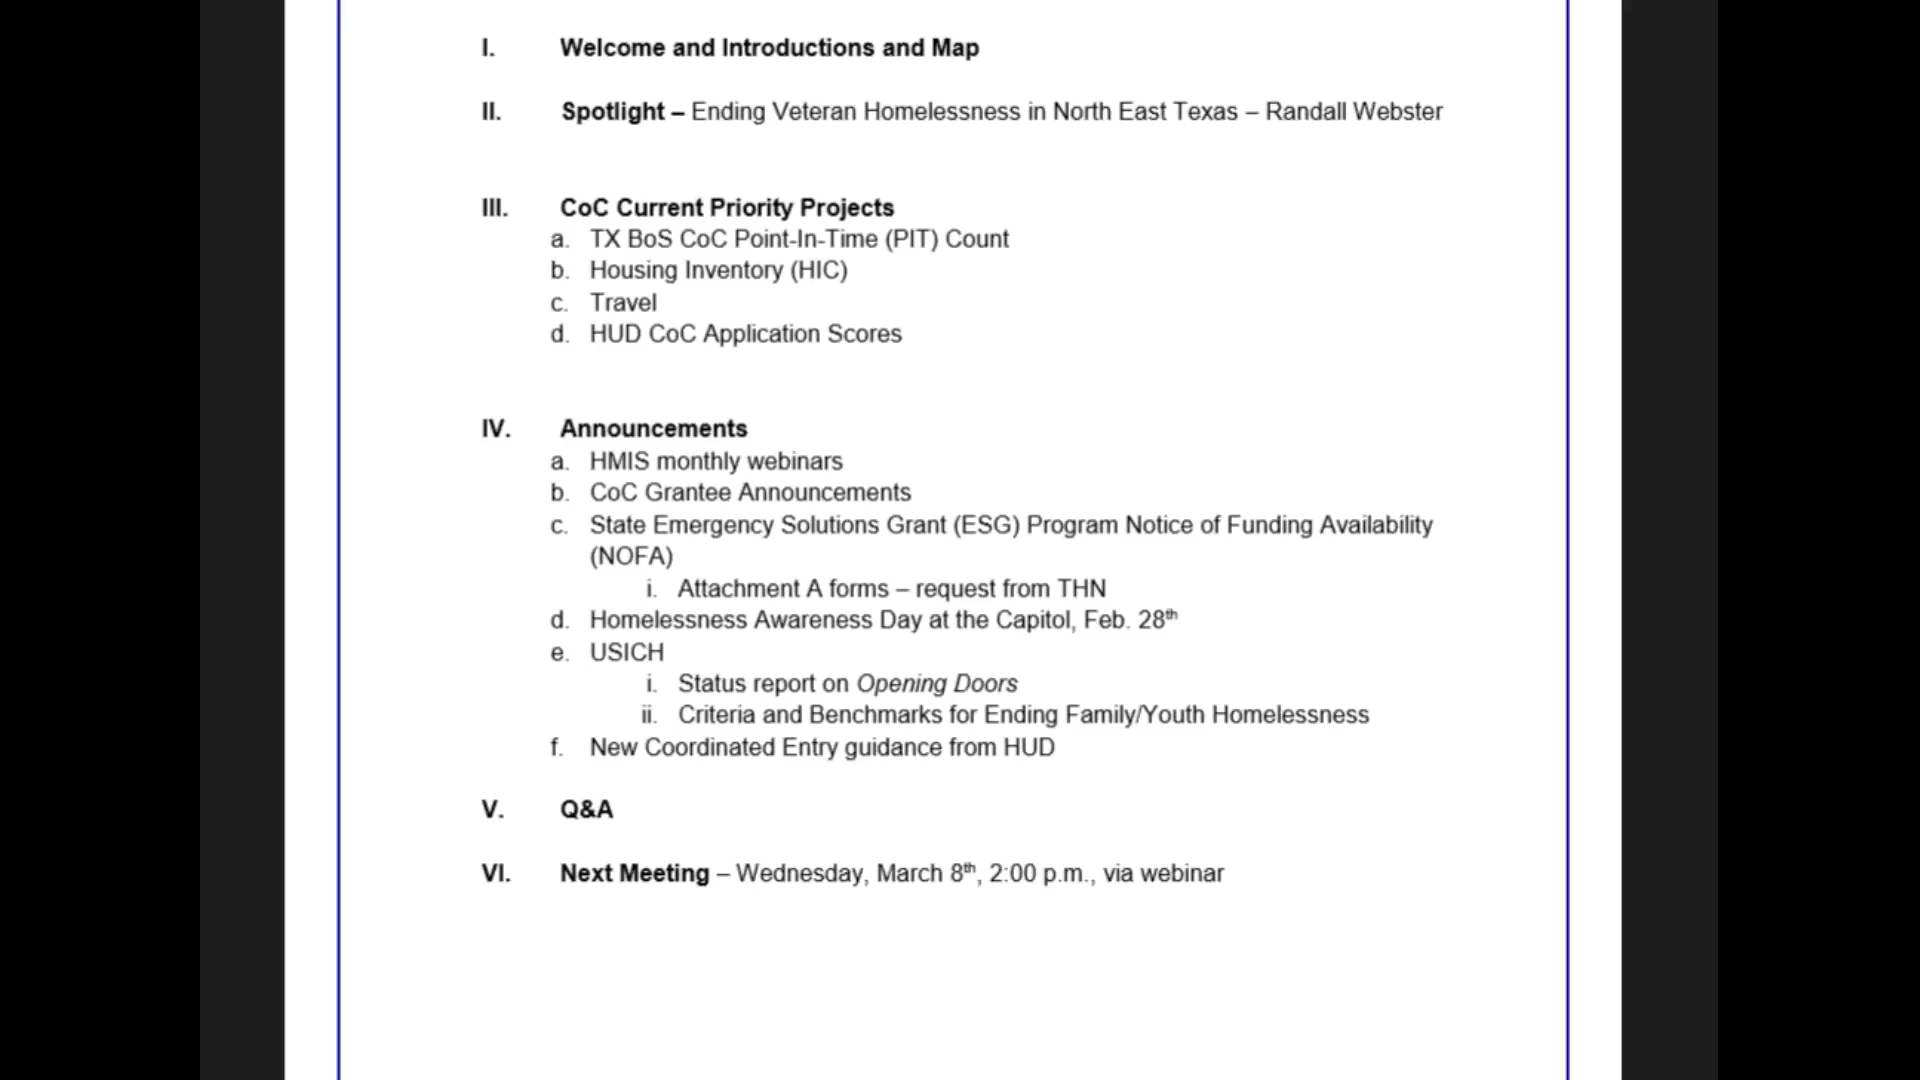 I. Welcome and Introductions and Map
II. Spotlight – Ending Veteran Homelessness in North East Texas – Randall Webster
III. CoC Current Priority Projects
a. TX BoS CoC Point-In-Time (PIT) Count
b. Housing Inventory (HIC)
c. Travel
d. HUD CoC Application Scores
IV. Announcements
a. HMIS monthly webinars
b. CoC Grantee Announcements
c. State Emergency Solutions Grant (ESG) Program Notice of Funding Availability
(NOFA)
i. Attachment A forms – request from THN
d. Homelessness Awareness Day at the Capitol, Feb. 28th
e. USICH
i. Status report on Opening Doors
ii. Criteria and Benchmarks for Ending Family/Youth Homelessness
f. New Coordinated Entry guidance from HUD
V. Q&A
VI. Next Meeting – Wednesday, March 8th, 2:00 p.m., via webinar